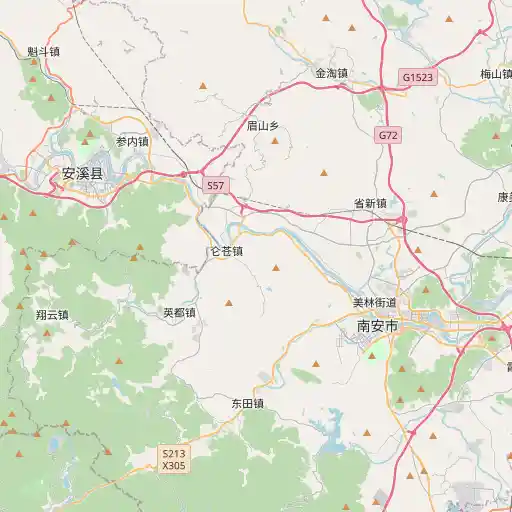 魁斗镇
金淘镇
G1523
梅山镇
眉山乡
G72
参内镇
安溪县
S57
康美
省新镇
仑苍镇
美林街道
翔云镇
英都镇
南安市
霞
东田镇
S213
X305